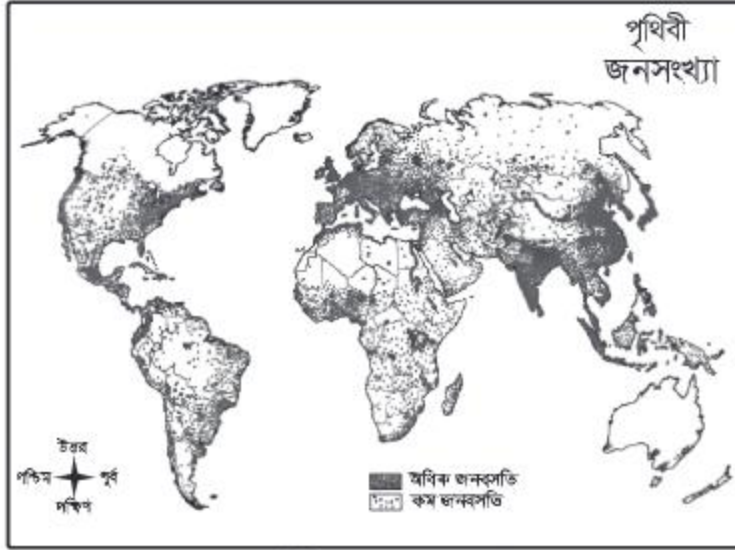 পৃথিবী
জনসংখ্যা
উত্তর
পশ্চিম পূর্ব
দক্ষিণ
অধিক জনবসতি
কম জনবসতি